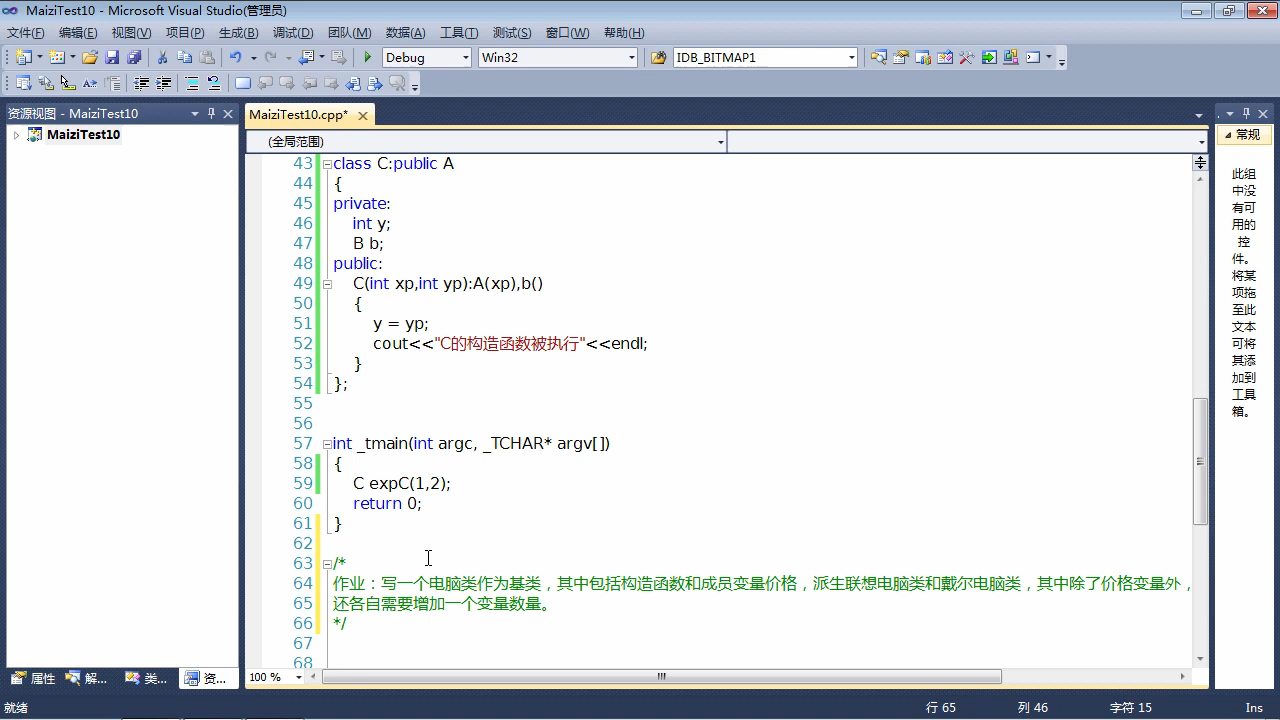 MaiziTest10 - Microsoft Visual Studio(管理员)
文件(F) 编辑(E) 视图(V) 项目(P) 生成(B) 调试(D) 团队(M) 数据(A) 工具(T) 测试(S) 窗口(W) 帮助(H)
Debug Win32 IDB_BITMAP1
资源视图 - MaiziTest10
MaiziTest10
MaiziTest10.cpp*
(全局范围)
43 class C:public A
44 {
45 private:
46 int y;
47 B b;
48 public:
49 C(int xp,int yp):A(xp),b()
50 {
51 y = yp;
52 cout<<"C的构造函数被执行"<<endl;
53 }
54 };
55
56
57 int _tmain(int argc, _TCHAR* argv[])
58 {
59 C expC(1,2);
60 return 0;
61 }
62
63 /*
64 作业：写一个电脑类作为基类，其中包括构造函数和成员变量价格，派生联想电脑类和戴尔电脑类，其中除了价格变量外，
65 还各自需要增加一个变量数量。
66 */
67
68
100 %
常规
此组
中没
有可
用的
控
件。
将某
项拖
至此
文本
可将
其添
加到
工具
箱。
属性 解... 类... 资...
就绪 行 65 列 46 字符 15 Ins